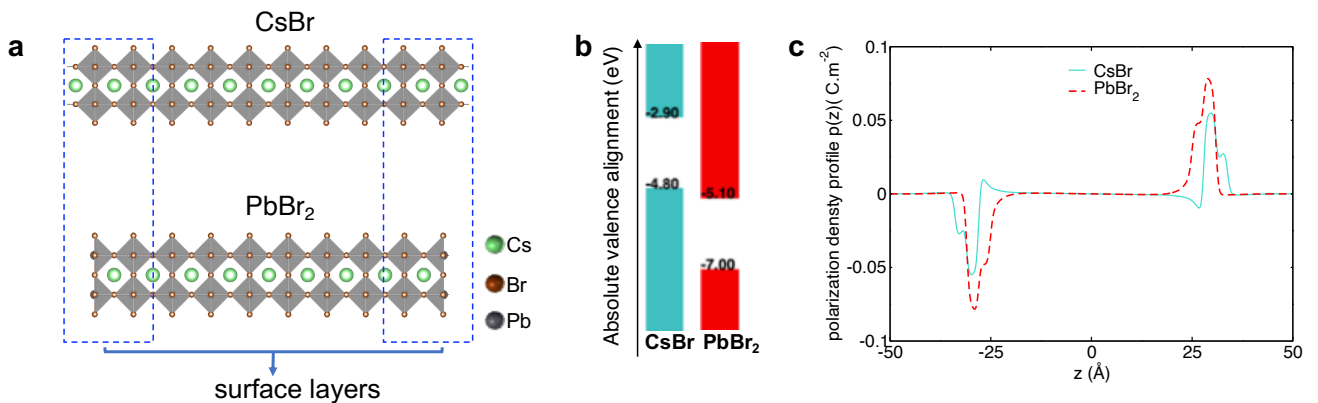 a
CsBr
PbBr2
Cs
Br
Pb
surface layers
b
Absolute valence alignment (eV)
-2.90
-4.80
-5.10
-7.00
CsBr PbBr2
c
polarization density profile p(z)( C.m-2)
0.1
0.05
0
-0.05
-0.1
CsBr
PbBr2
-50 -25 0 25 50
z (Å)